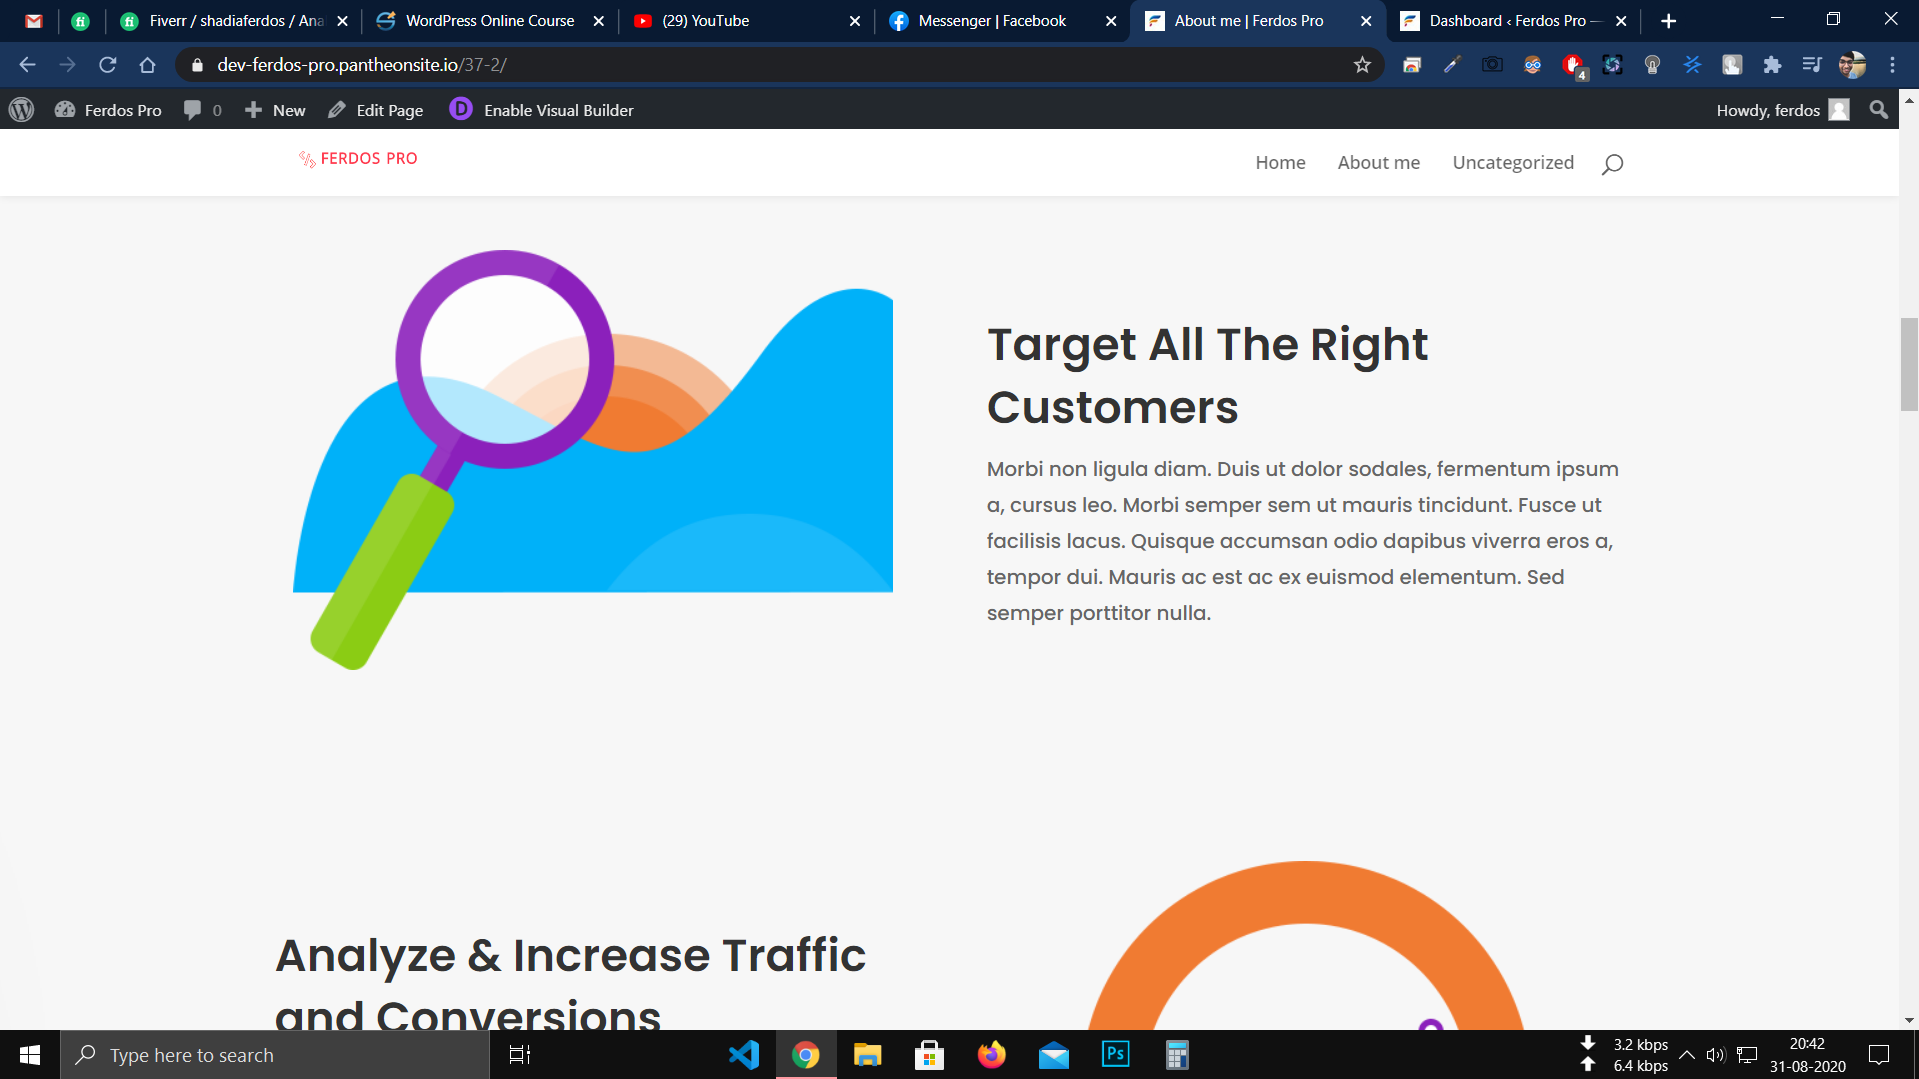 Fiverr / shadiaferdos / Ana
WordPress Online Course
(29) YouTube
Messenger | Facebook
About me | Ferdos Pro
Dashboard ‹ Ferdos Pro —
dev-ferdos-pro.pantheonsite.io/37-2/
4
Ferdos Pro
0
New
Edit Page
D
Enable Visual Builder
Howdy, ferdos
FERDOS PRO
Home
About me
Uncategorized
Target All The Right
Customers
Morbi non ligula diam. Duis ut dolor sodales, fermentum ipsum
a, cursus leo. Morbi semper sem ut mauris tincidunt. Fusce ut
facilisis lacus. Quisque accumsan odio dapibus viverra eros a,
tempor dui. Mauris ac est ac ex euismod elementum. Sed
semper porttitor nulla.
Analyze & Increase Traffic
and Conversions
Type here to search
Ps
3.2 kbps
6.4 kbps
20:42
31-08-2020